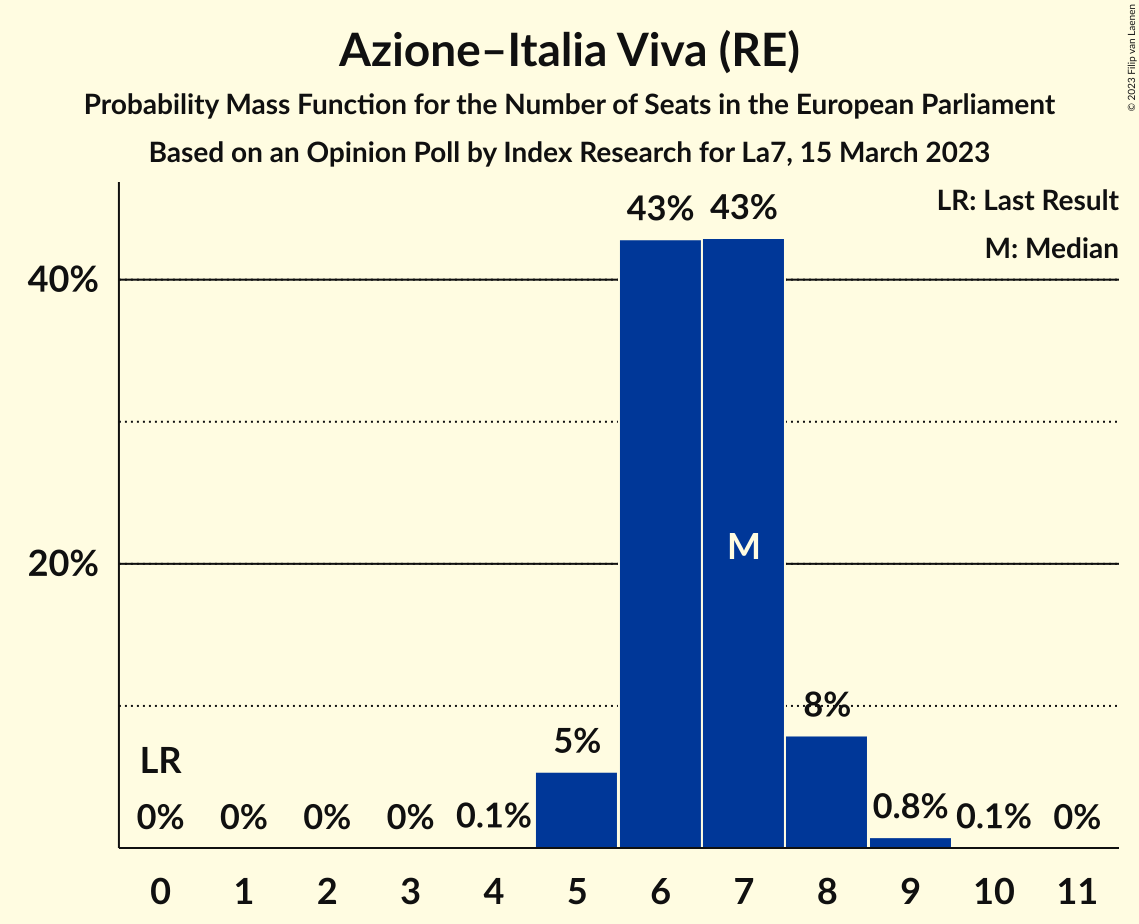 Azione–Italia Viva (RE)
Probability Mass Function for the Number of Seats in the European Parliament
Based on an Opinion Poll by Index Research for La7, 15 March 2023
© 2023 Filip van Laenen
LR: Last Result
M: Median
43% 43%
40%
M
20%
8%
5%
LR
0% 0% 0% 0% 0.1% 0.8% 0.1% 0%
0 1 2 3 4 5 6 7 8 9 10 11